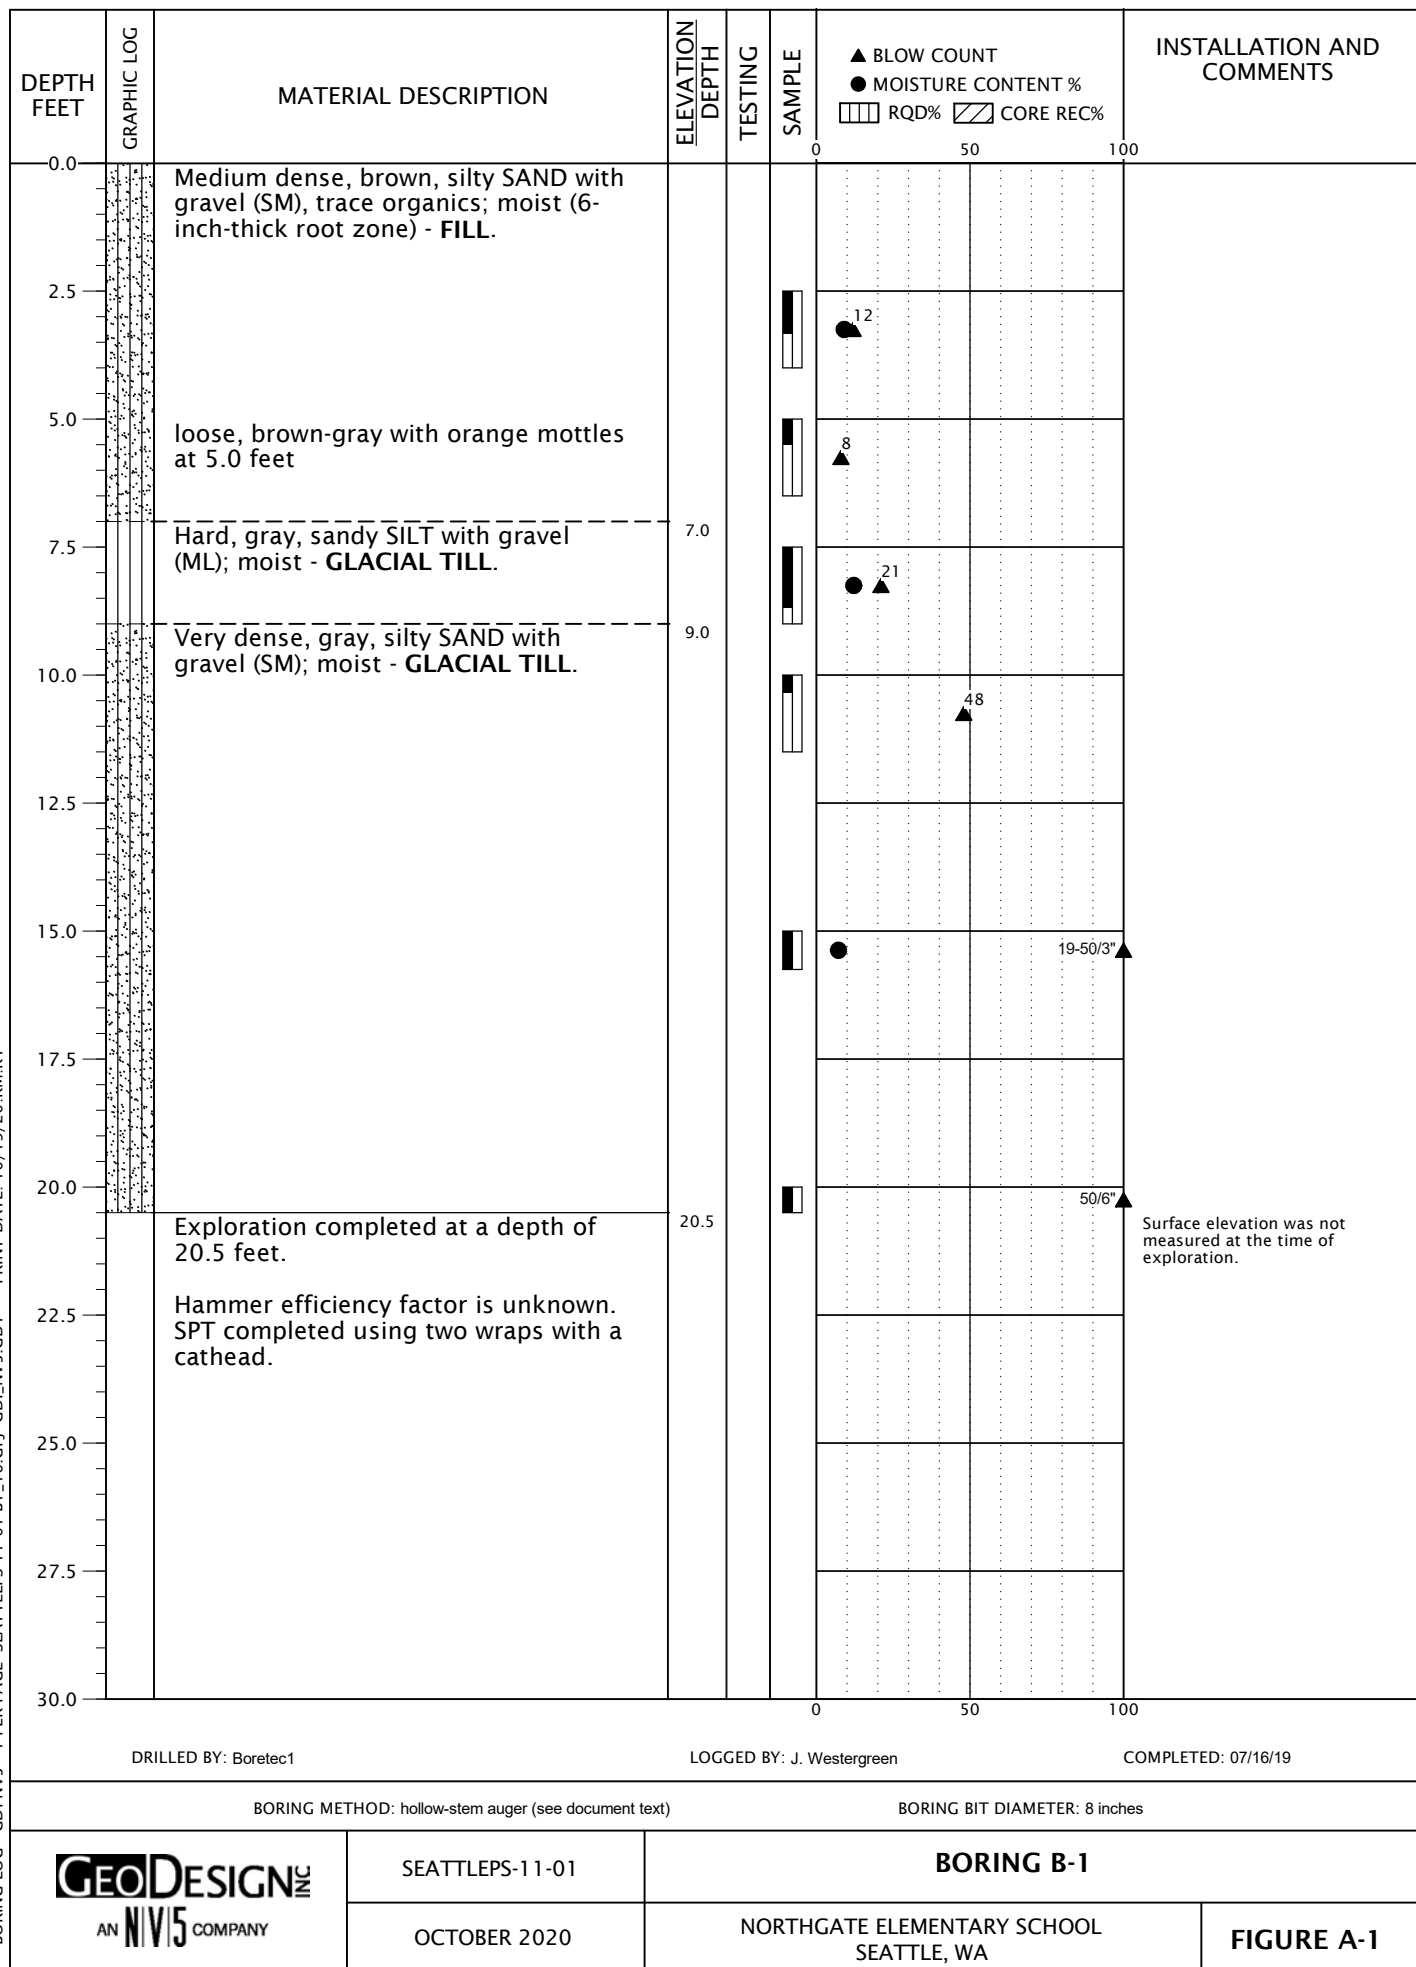 DEPTH
FEET
GRAPHIC LOG
MATERIAL DESCRIPTION
ELEVATION
DEPTH
TESTING
SAMPLE
▲ BLOW COUNT
● MOISTURE CONTENT %
RQD% CORE REC%
INSTALLATION AND
COMMENTS
0 50 100
0.0
Medium dense, brown, silty SAND with
gravel (SM), trace organics; moist (6-
inch-thick root zone) - FILL.
2.5
12
5.0
loose, brown-gray with orange mottles
at 5.0 feet
8
7.0
7.5
Hard, gray, sandy SILT with gravel
(ML); moist - GLACIAL TILL.
21
9.0
Very dense, gray, silty SAND with
gravel (SM); moist - GLACIAL TILL.
10.0
48
12.5
15.0
19-50/3"
17.5
20.0
50/6"
20.5
Exploration completed at a depth of
20.5 feet.
Surface elevation was not
measured at the time of
exploration.
Hammer efficiency factor is unknown.
SPT completed using two wraps with a
cathead.
22.5
25.0
27.5
30.0
0 50 100
DRILLED BY: Boretec1
LOGGED BY: J. Westergreen
COMPLETED: 07/16/19
BORING METHOD: hollow-stem auger (see document text)
BORING BIT DIAMETER: 8 inches
GEODESIGN INC
AN N|V|5 COMPANY
SEATTLEPS-11-01
OCTOBER 2020
BORING B-1
NORTHGATE ELEMENTARY SCHOOL
SEATTLE, WA
FIGURE A-1